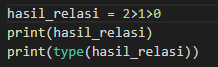 hasil_relasi = 2>1>0
print(hasil_relasi)
print(type(hasil_relasi))